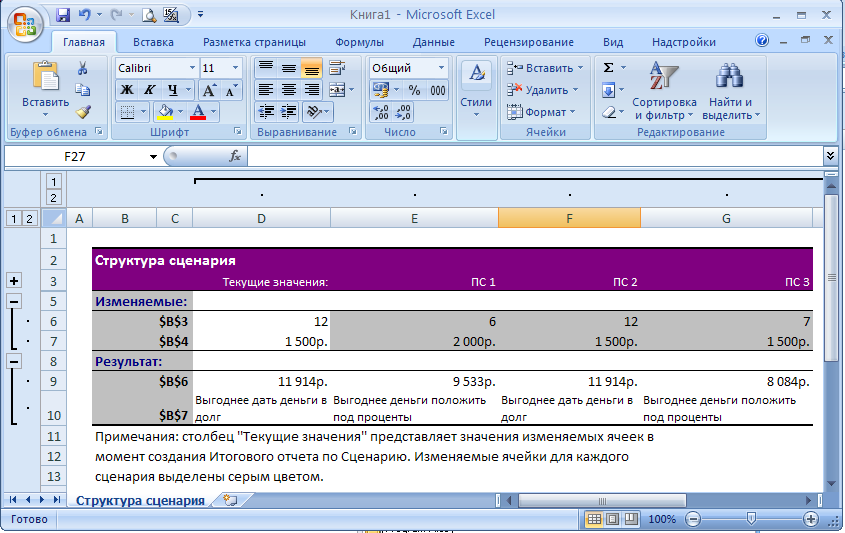 Книга1 - Microsoft Excel
Главная Вставка Разметка страницы Формулы Данные Рецензирование Вид Надстройки
Calibri 11 Общий
Ж К Ч A A % 000
Вставить Стили Вставить Удалить Формат Σ Сортировка и фильтр Найти и выделить
Буфер обмена Шрифт Выравнивание Число Ячейки Редактирование
F27 fx
1
2
1 2 A B C D E F G
1
2 Структура сценария
3 Текущие значения: ПС 1 ПС 2 ПС 3
5 Изменяемые:
6 $B$3 12 6 12 7
7 $B$4 1 500р. 2 000р. 1 500р. 1 500р.
8 Результат:
9 $B$6 11 914р. 9 533р. 11 914р. 8 084р.
Выгоднее дать деньги в Выгоднее деньги положить Выгоднее дать деньги в Выгоднее деньги положить
10 $B$7 долг под проценты долг под проценты
11 Примечания: столбец "Текущие значения" представляет значения изменяемых ячеек в
12 момент создания Итогового отчета по Сценарию. Изменяемые ячейки для каждого
13 сценария выделены серым цветом.
Структура сценария
Готово 100%